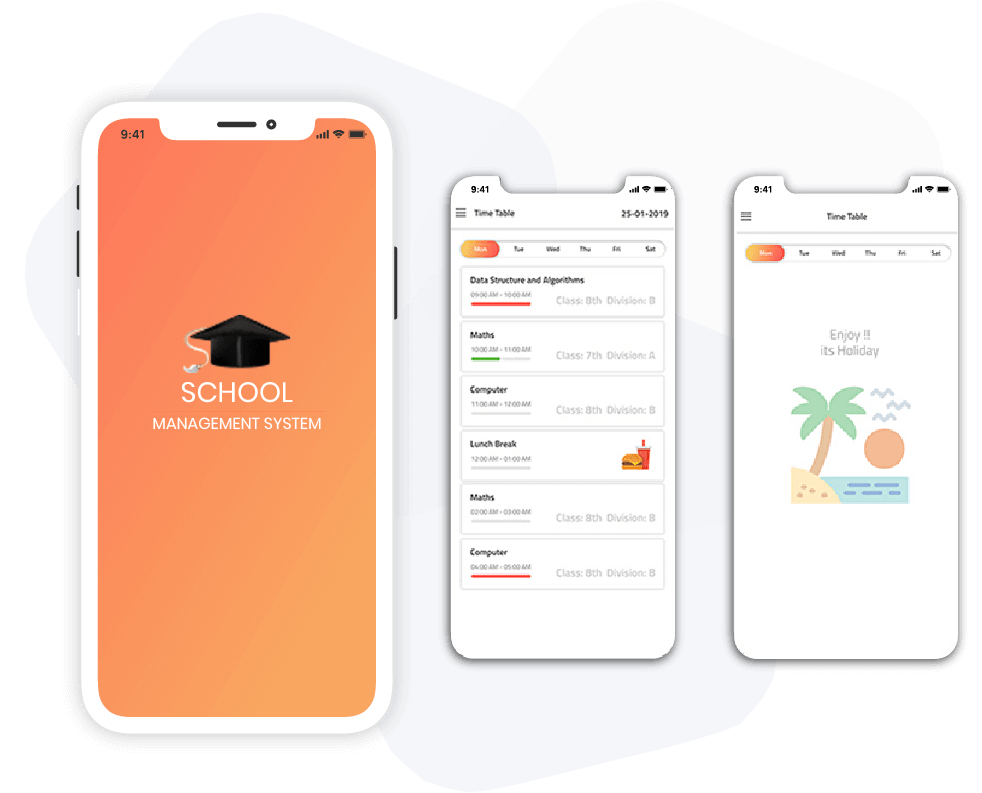 9:41
SCHOOL
MANAGEMENT SYSTEM
9:41
Time Table 25-01-2019
Mon Tue Wed Thu Fri Sat
Data Structure and Algorithms
09:00 AM - 10:00 AM
Class: 8th Division: B
Maths
10:00 AM - 11:00 AM
Class: 7th Division: A
Computer
11:00 AM - 12:00 AM
Class: 8th Division: B
Lunch Break
12:00 AM - 01:00 AM
Maths
02:00 AM - 03:00 AM
Class: 8th Division: B
Computer
04:00 AM - 05:00 AM
Class: 8th Division: B
9:41
Time Table
Mon Tue Wed Thu Fri Sat
Enjoy !!
its Holiday